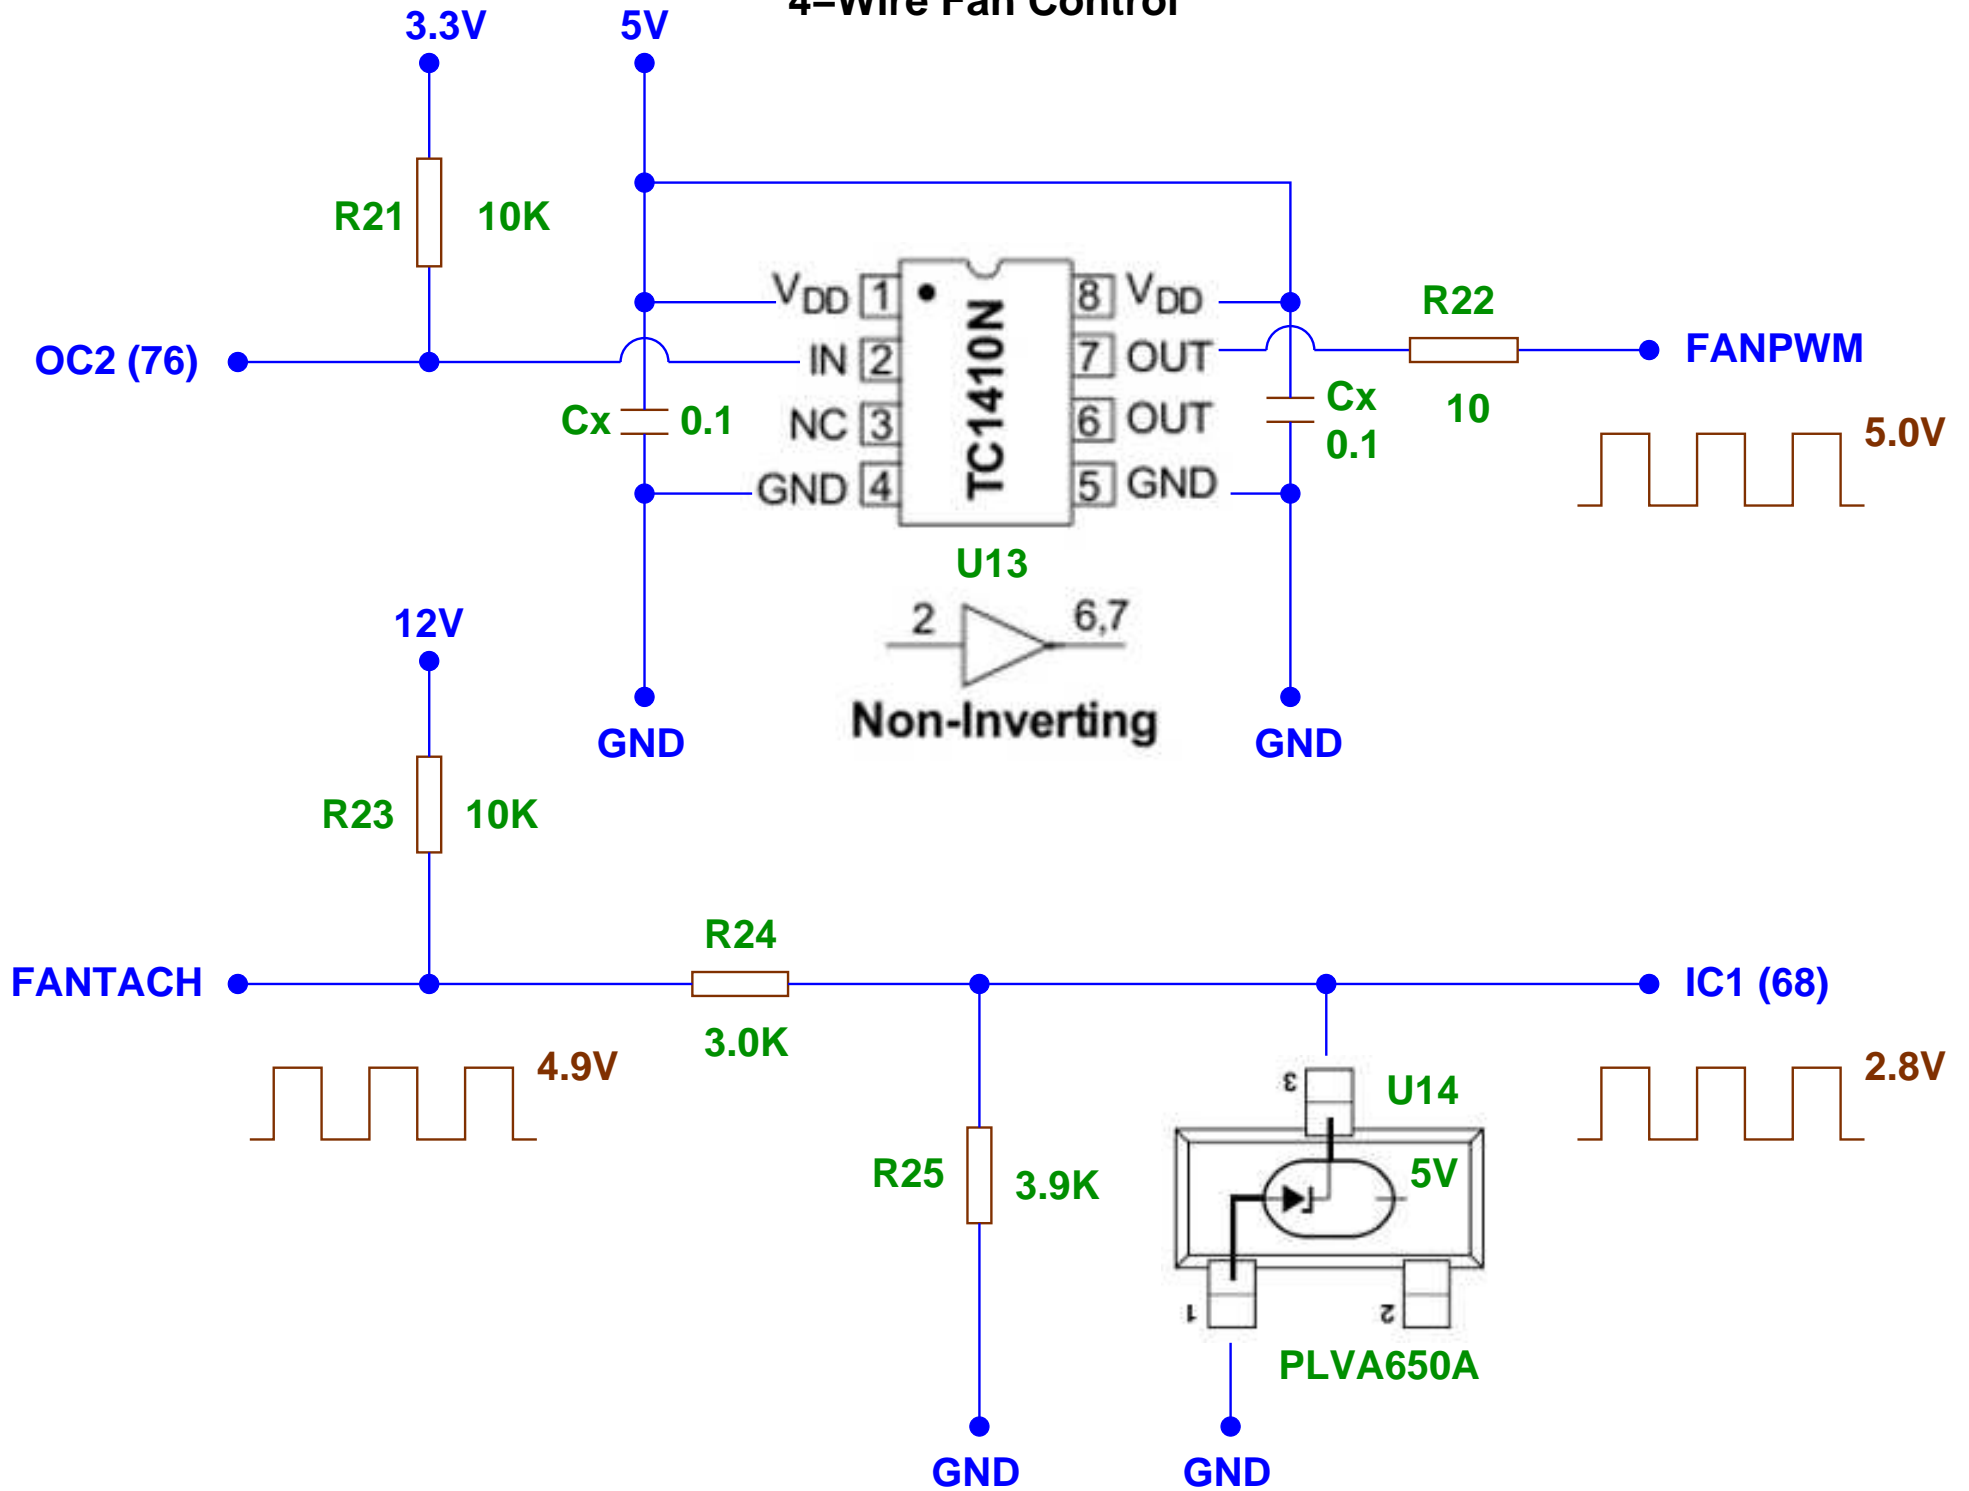 4–Wire Fan Control
3.3V
5V
R21
10K
VDD 1
8 VDD
R22
OC2 (76)
IN 2
TC1410N
7 OUT
FANPWM
Cx
0.1
NC 3
6 OUT
Cx
0.1
10
5.0V
GND 4
5 GND
U13
2
6,7
12V
Non-Inverting
GND
GND
R23
10K
R24
FANTACH
IC1 (68)
3.0K
4.9V
2.8V
3
U14
R25
3.9K
5V
1
2
PLVA650A
GND
GND